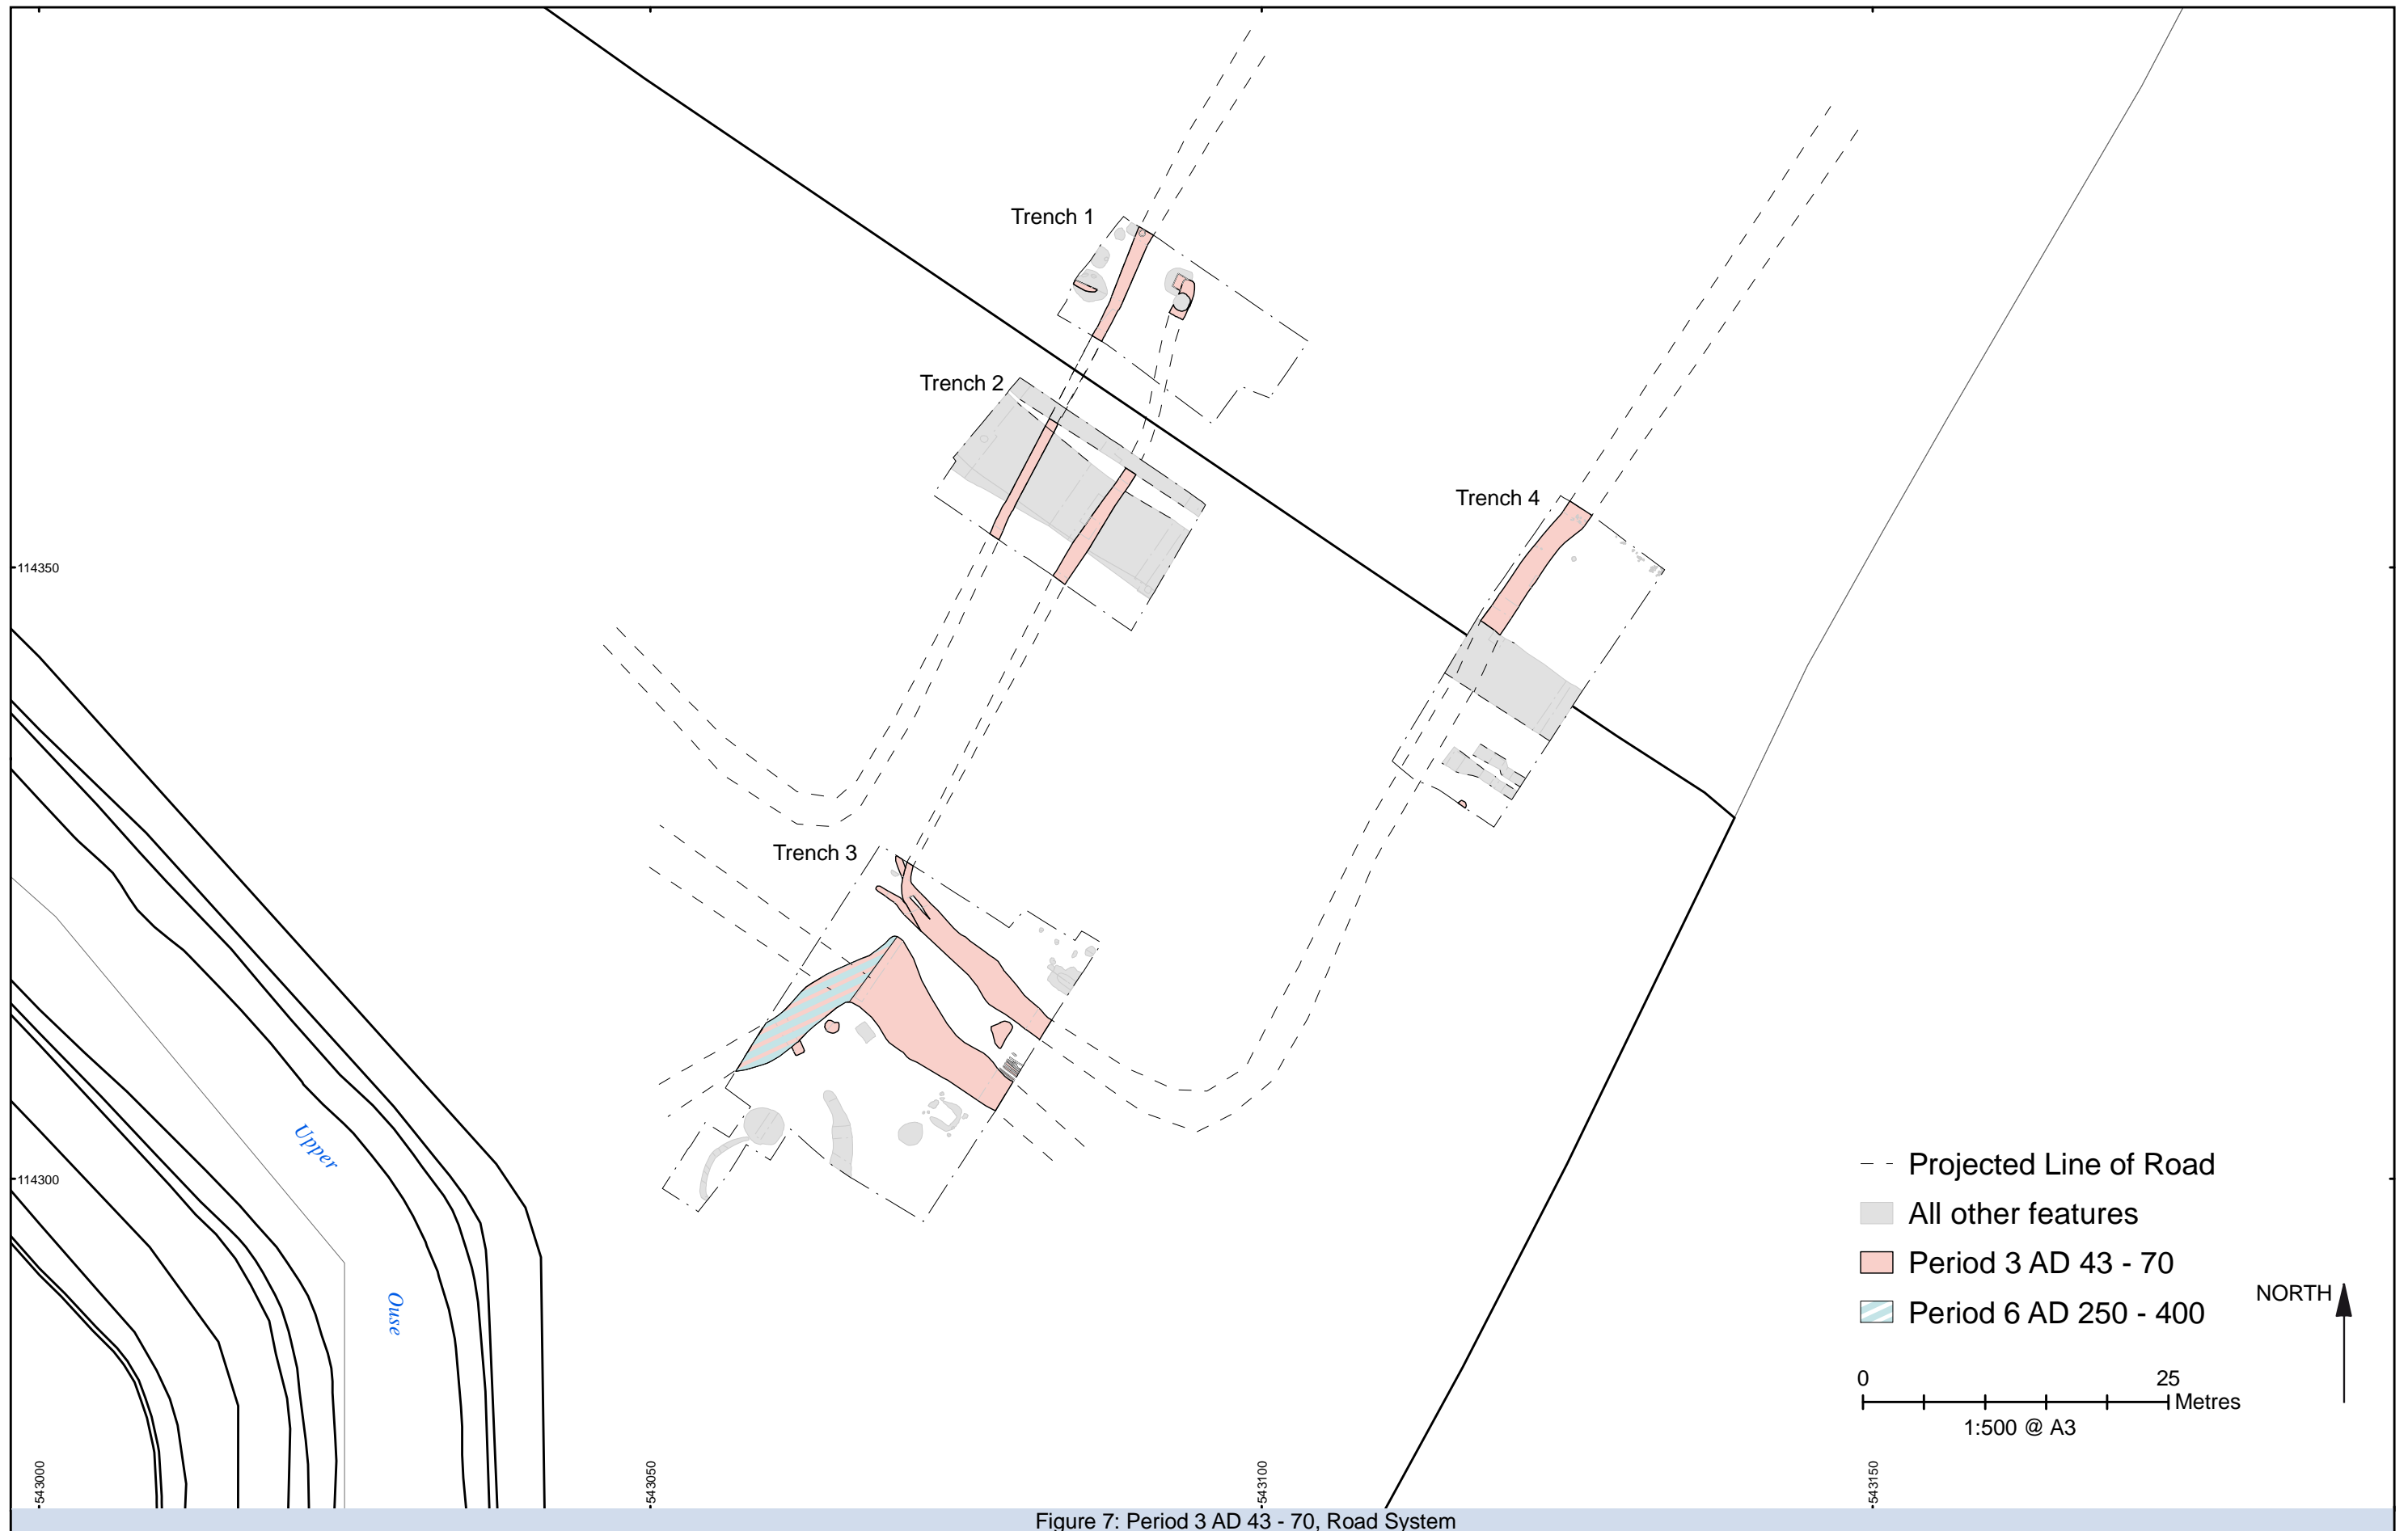 Trench 1
Trench 2
Trench 4
114350
Trench 3
Upper
Ouse
114300
Projected Line of Road
All other features
Period 3 AD 43 - 70
Period 6 AD 250 - 400
NORTH
0 25
Metres
1:500 @ A3
543000 543050 543100 543150
Figure 7: Period 3 AD 43 - 70, Road System